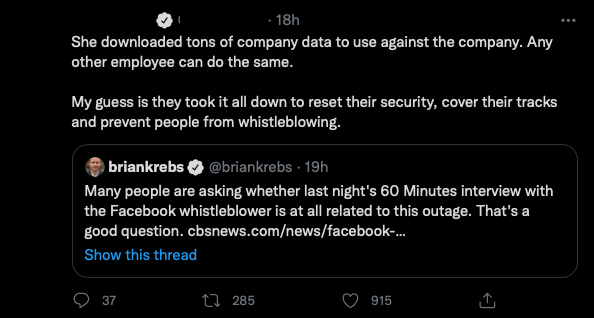 · 18h
She downloaded tons of company data to use against the company. Any
other employee can do the same.
My guess is they took it all down to reset their security, cover their tracks
and prevent people from whistleblowing.
briankrebs @briankrebs · 19h
Many people are asking whether last night's 60 Minutes interview with
the Facebook whistleblower is at all related to this outage. That's a
good question. cbsnews.com/news/facebook-...
Show this thread
37 285 915